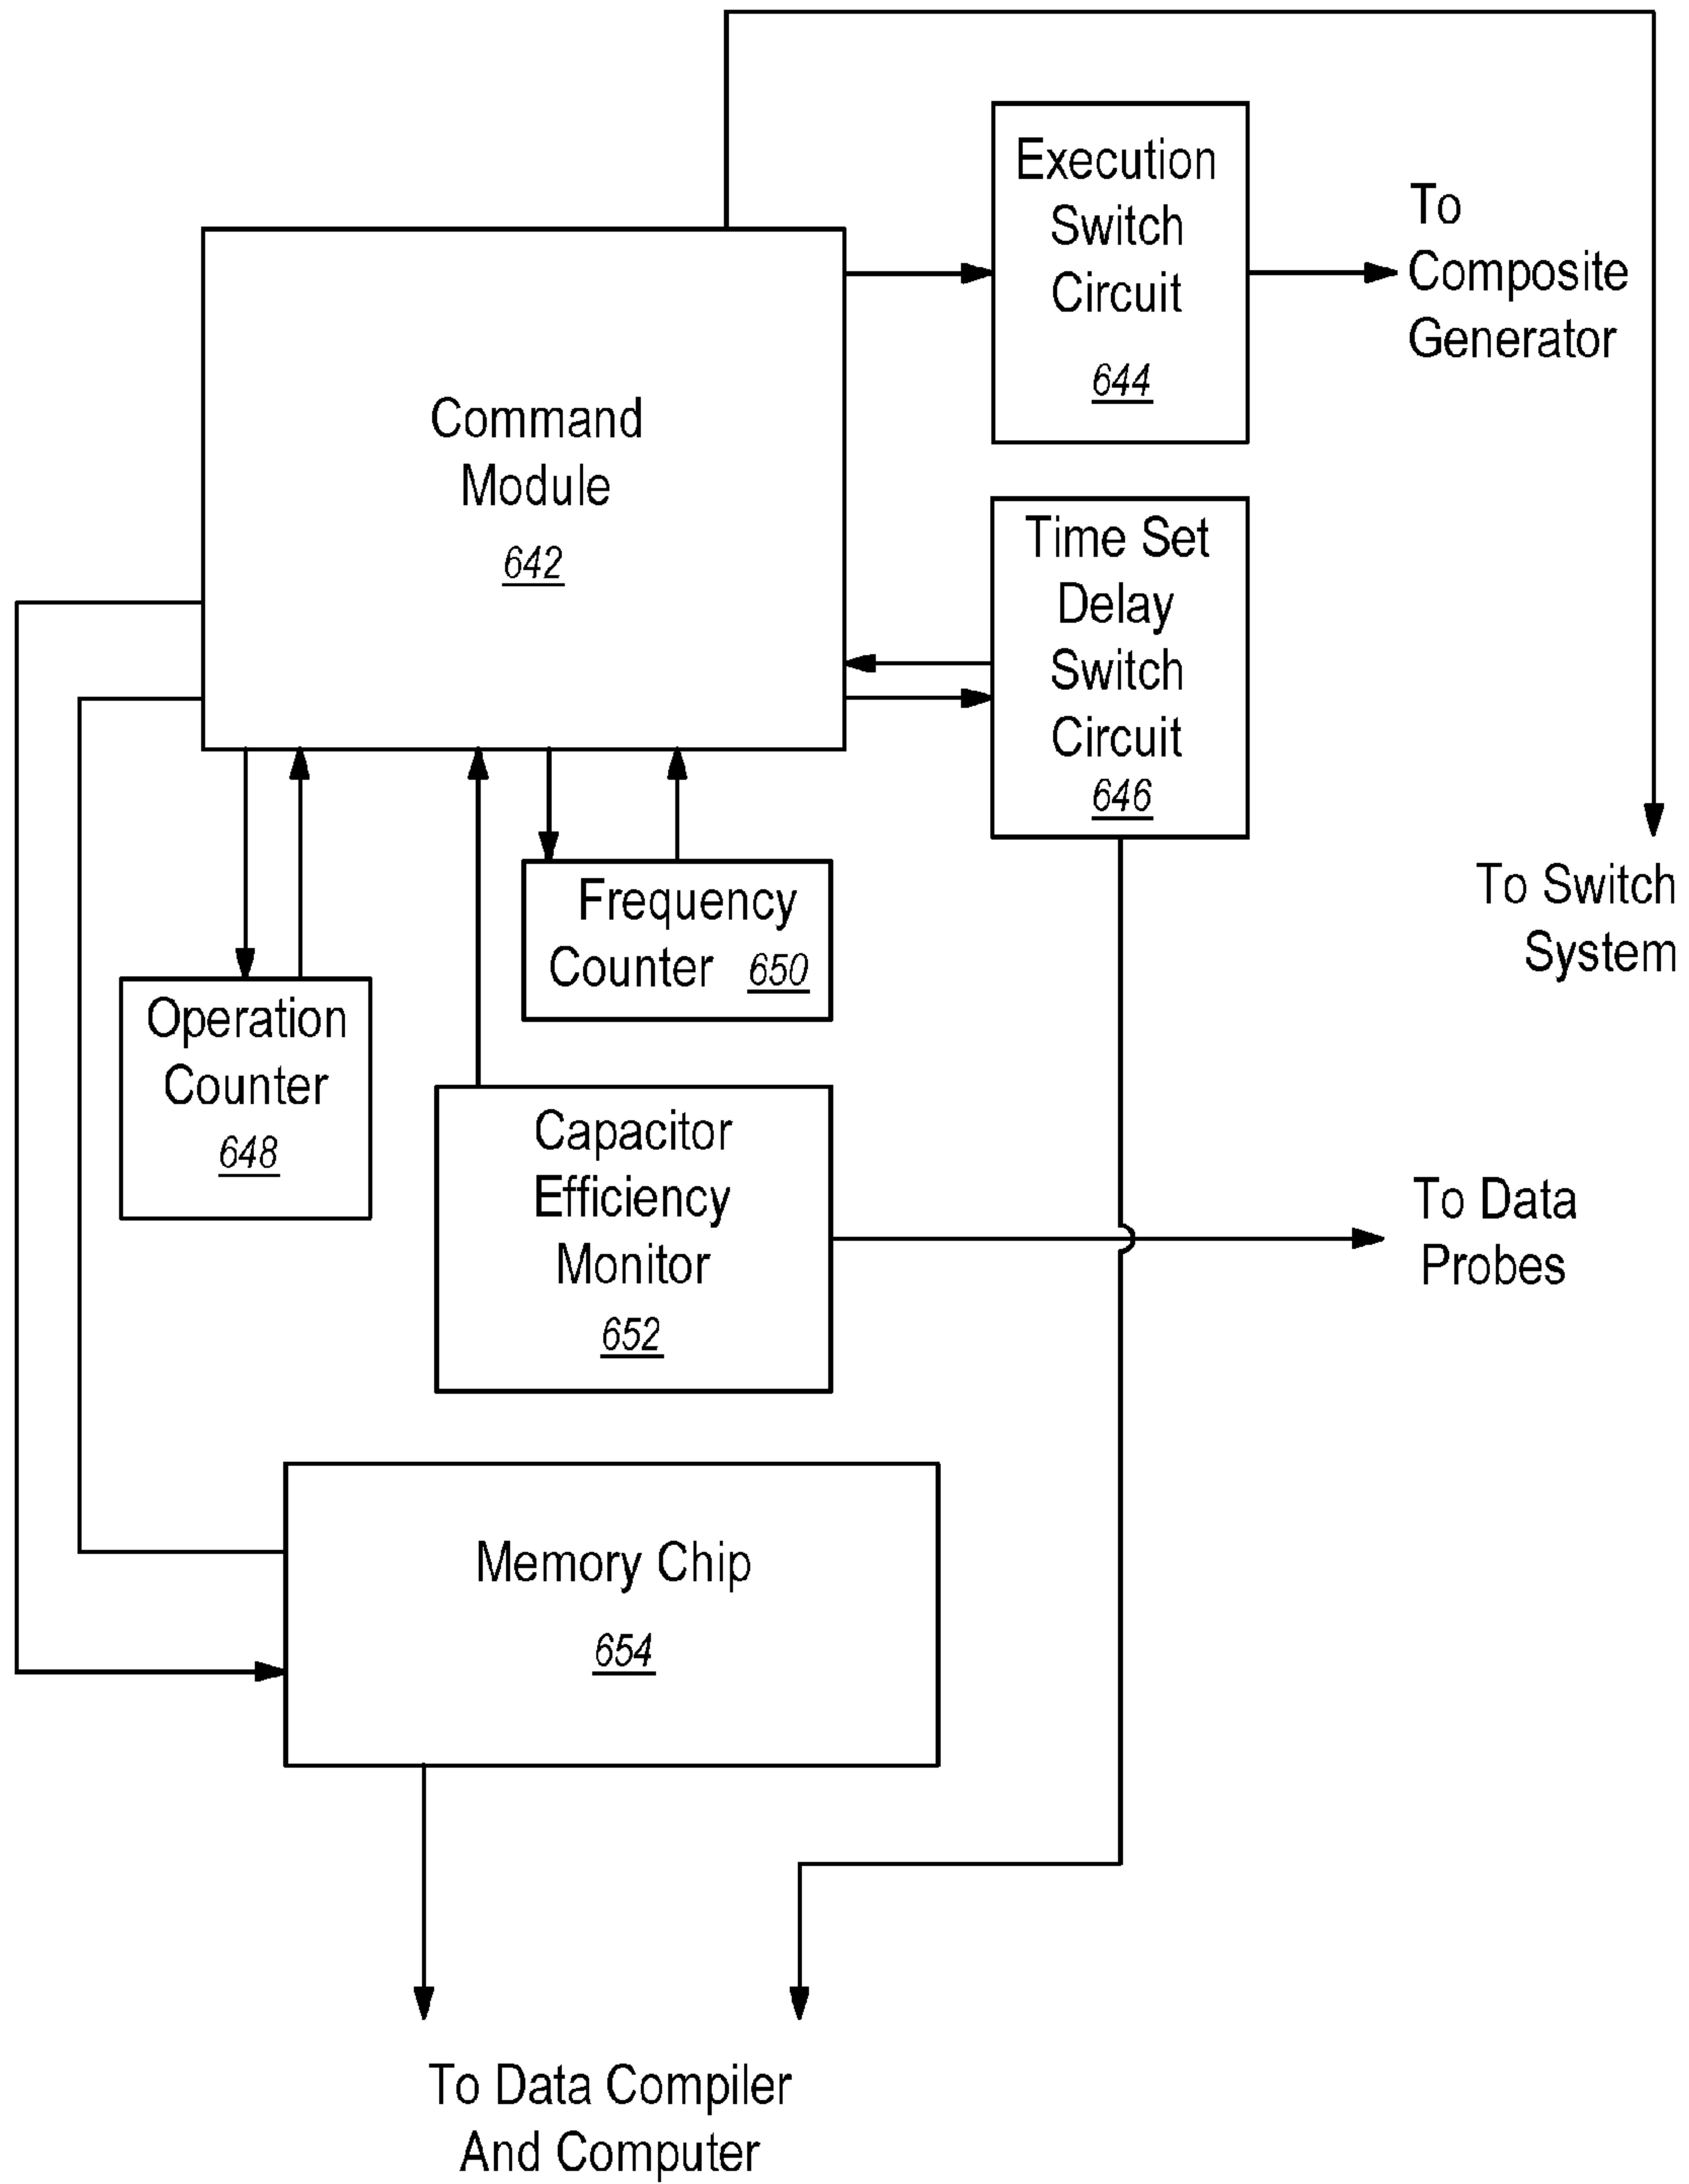 Execution
Switch
Circuit
644
To
Composite
Generator
Command
Module
642
Time Set
Delay
Switch
Circuit
646
To Switch
System
Frequency
Counter 650
Operation
Counter
648
Capacitor
Efficiency
Monitor
652
To Data
Probes
Memory Chip
654
To Data Compiler
And Computer